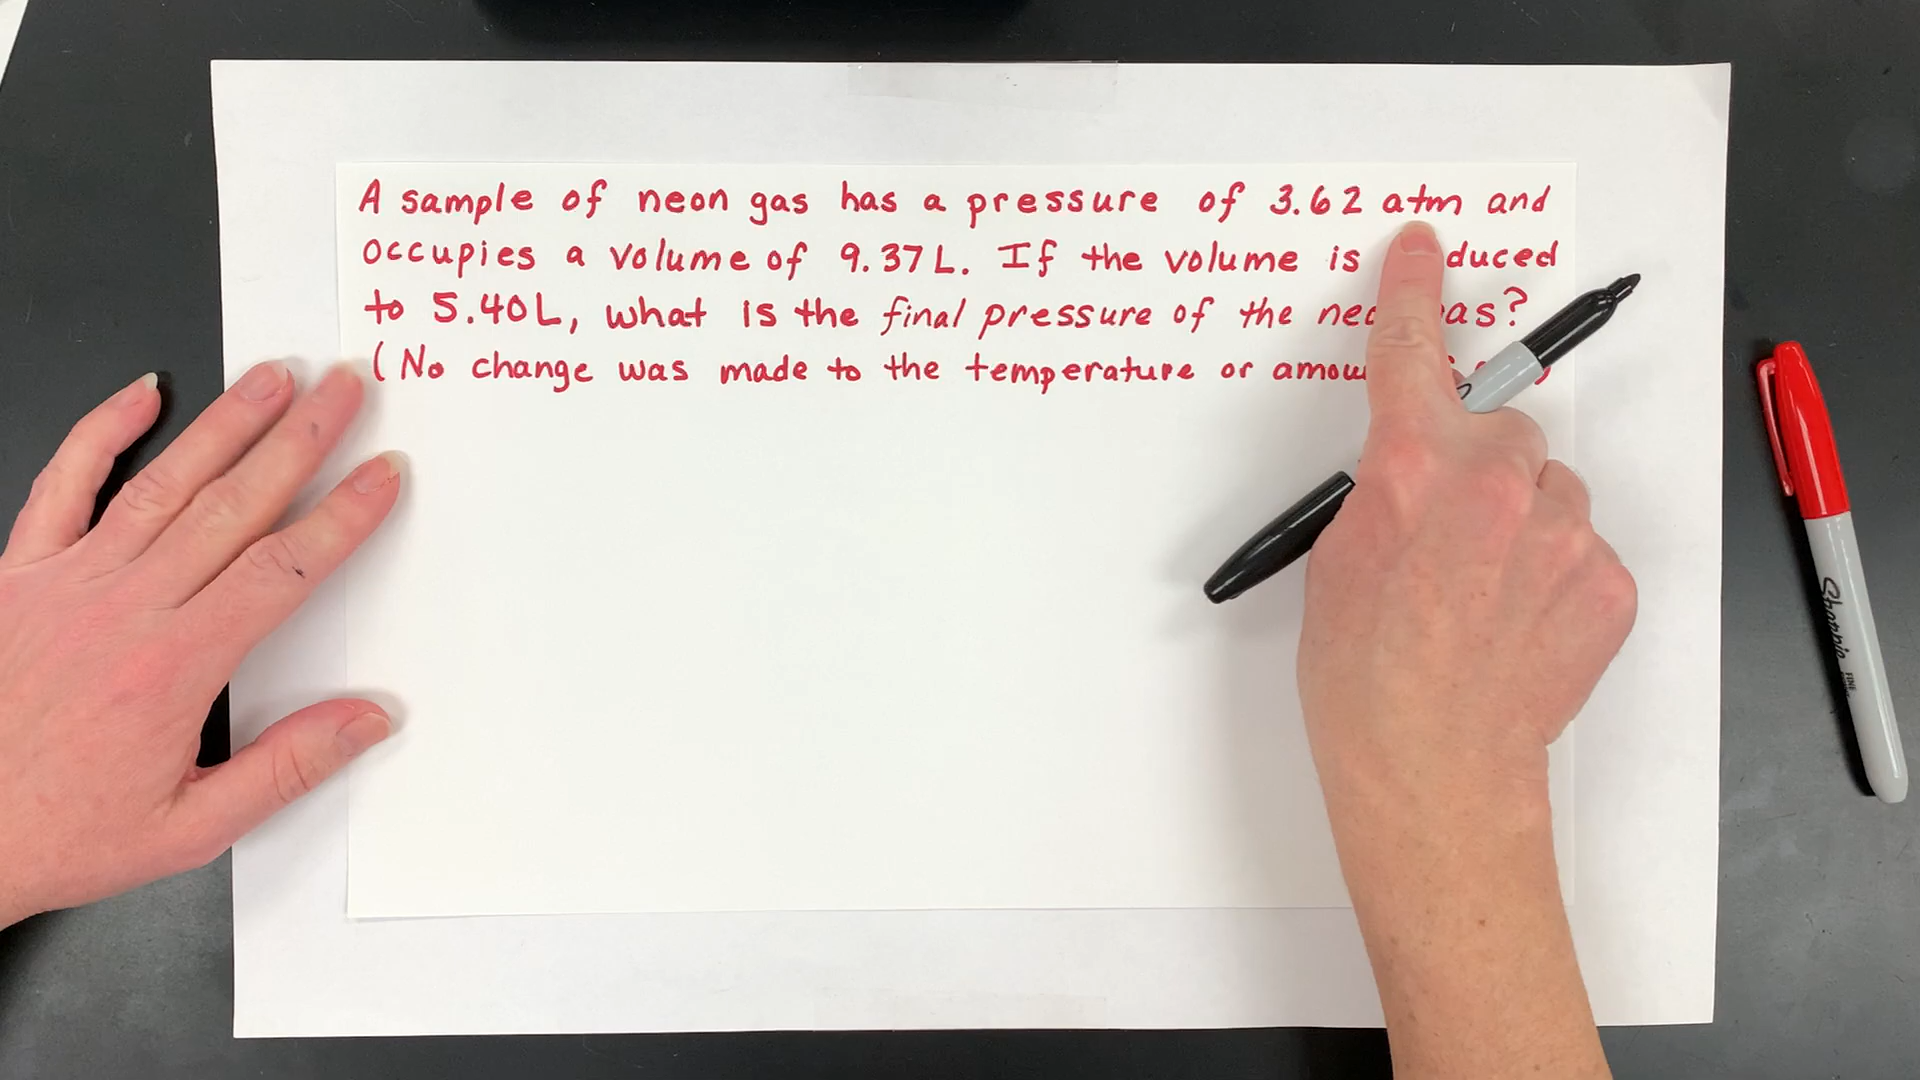 A sample of neon gas has a pressure of 3.62 atm and
occupies a volume of 9.37 L. If the volume is duced
to 5.40 L, what is the final pressure of the as?
(No change was made to the temperature or
Sharpie
FINE